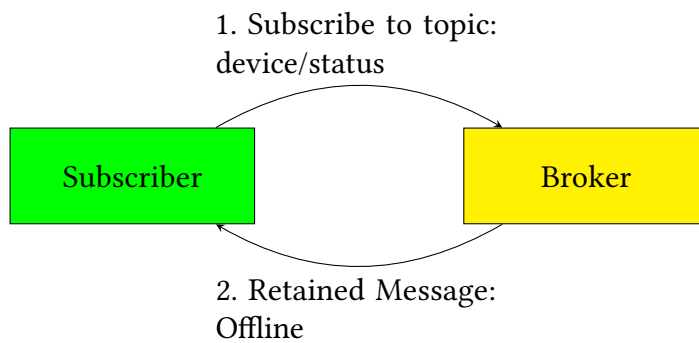 1. Subscribe to topic:
device/status
Subscriber
Broker
2. Retained Message:
Offline